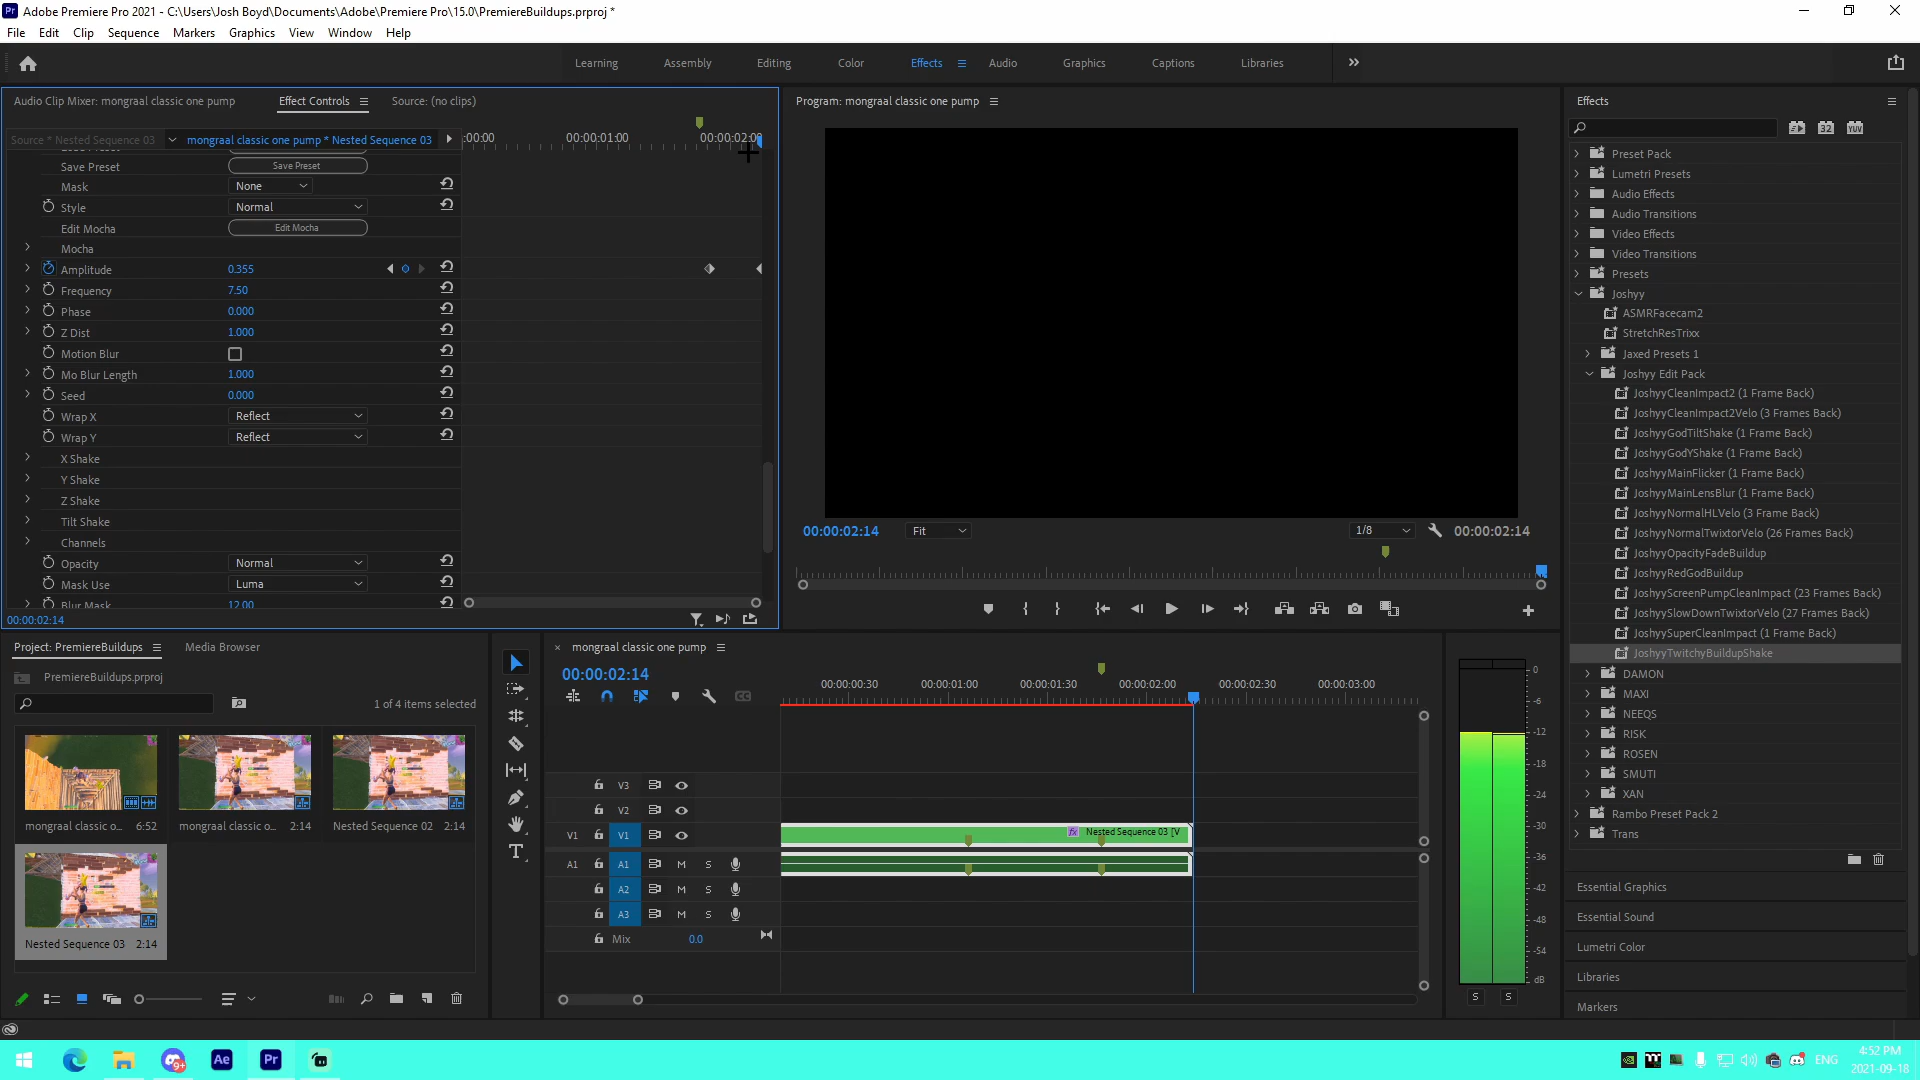 Adobe Premiere Pro 2021 - C:\Users\Josh Boyd\Documents\Adobe\Premiere Pro\15.0\PremiereBuildups.prproj *
File Edit Clip Sequence Markers Graphics View Window Help
Learning Assembly Editing Color Effects Audio Graphics Captions Libraries
Audio Clip Mixer: mongraal classic one pump Effect Controls Source: (no clips)
Source * Nested Sequence 03 mongraal classic one pump * Nested Sequence 03
:00:00 00:00:01:00 00:00:02:0
Save Preset Save Preset
Mask None
Style Normal
Edit Mocha Edit Mocha
Mocha
Amplitude 0.355
Frequency 7.50
Phase 0.000
Z Dist 1.000
Motion Blur
Mo Blur Length 1.000
Seed 0.000
Wrap X Reflect
Wrap Y Reflect
X Shake
Y Shake
Z Shake
Tilt Shake
Channels
Opacity Normal
Mask Use Luma
Blur Mask 12.00
00:00:02:14
Program: mongraal classic one pump
00:00:02:14 Fit 1/8 00:00:02:14
Effects
32 YUV
Preset Pack
Lumetri Presets
Audio Effects
Audio Transitions
Video Effects
Video Transitions
Presets
Joshyy
ASMRFacecam2
StretchResTrixx
Jaxed Presets 1
Joshyy Edit Pack
JoshyyCleanImpact2 (1 Frame Back)
JoshyyCleanImpact2Velo (3 Frames Back)
JoshyyGodTiltShake (1 Frame Back)
JoshyyGodYShake (1 Frame Back)
JoshyyMainFlicker (1 Frame Back)
JoshyyMainLensBlur (1 Frame Back)
JoshyyNormalHLVelo (3 Frame Back)
JoshyyNormalTwixtorVelo (26 Frames Back)
JoshyyOpacityFadeBuildup
JoshyyRedGodBuildup
JoshyyScreenPumpCleanImpact (23 Frames Back)
JoshyySlowDownTwixtorVelo (27 Frames Back)
JoshyySuperCleanImpact (1 Frame Back)
JoshyyTwitchyBuildupShake
DAMON
MAXI
NEEQS
RISK
ROSEN
SMUTI
XAN
Rambo Preset Pack 2
Trans
Essential Graphics
Essential Sound
Lumetri Color
Libraries
Markers
Project: PremiereBuildups Media Browser
PremiereBuildups.prproj
1 of 4 items selected
mongraal classic o... 6:52
mongraal classic o... 2:14
Nested Sequence 02 2:14
Nested Sequence 03 2:14
× mongraal classic one pump
00:00:02:14
00:00:00:30 00:00:01:00 00:00:01:30 00:00:02:00 00:00:02:30 00:00:03:00
V3
V2
V1 V1 fx Nested Sequence 03 [V
A1 A1 M S
A2 M S
A3 M S
Mix 0.0
0
-6
-12
-18
-24
-30
-36
-42
-48
-54
dB
S S
Ae Pr
9+
ENG
4:52 PM
2021-09-18